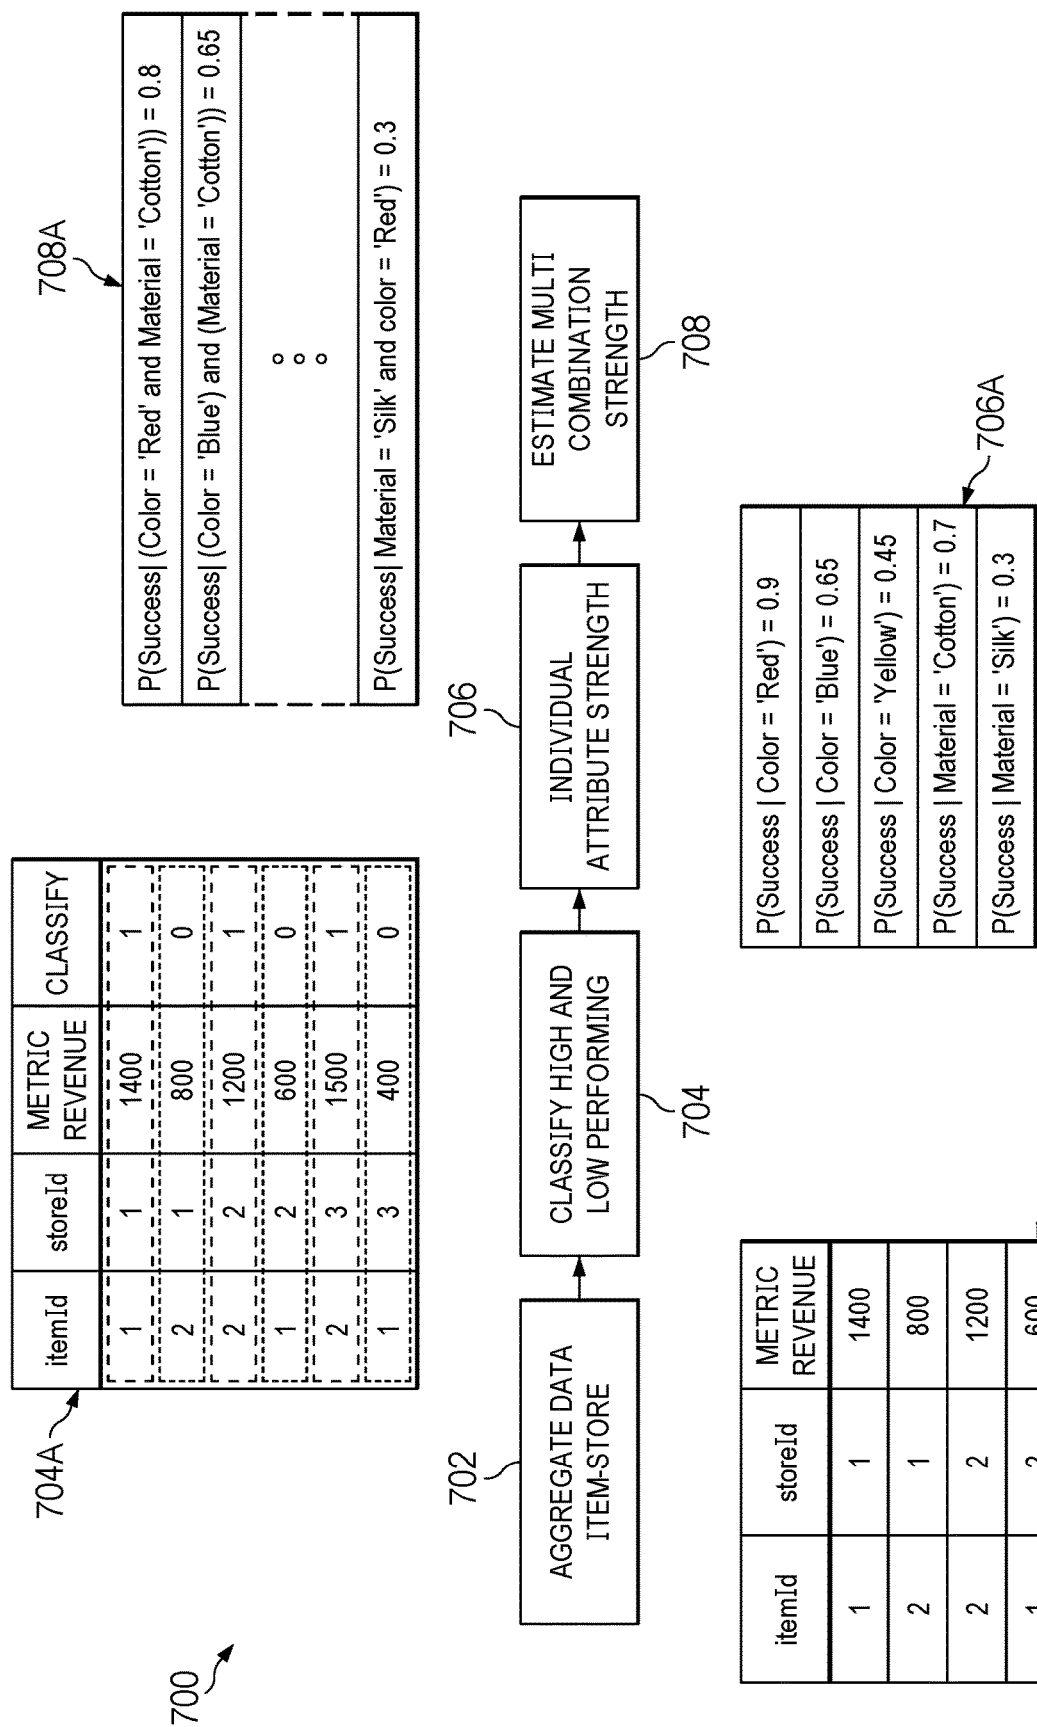 700
704A
itemId storeId METRIC REVENUE CLASSIFY
1 1 1400 1
2 1 800 0
2 2 1200 1
1 2 600 0
2 3 1500 1
1 3 400 0
708A
P(Success| (Color = 'Red' and Material = 'Cotton')) = 0.8
P(Success| (Color = 'Blue') and (Material = 'Cotton')) = 0.65
P(Success| Material = 'Silk' and color = 'Red') = 0.3
702
AGGREGATE DATA
ITEM-STORE
CLASSIFY HIGH AND
LOW PERFORMING
704
706
INDIVIDUAL
ATTRIBUTE STRENGTH
ESTIMATE MULTI
COMBINATION
STRENGTH
708
itemId storeId METRIC REVENUE
1 1 1400
2 1 800
2 2 1200
P(Success | Color = 'Red') = 0.9
P(Success | Color = 'Blue') = 0.65
P(Success | Color = 'Yellow') = 0.45
P(Success | Material = 'Cotton') = 0.7
P(Success | Material = 'Silk') = 0.3
706A